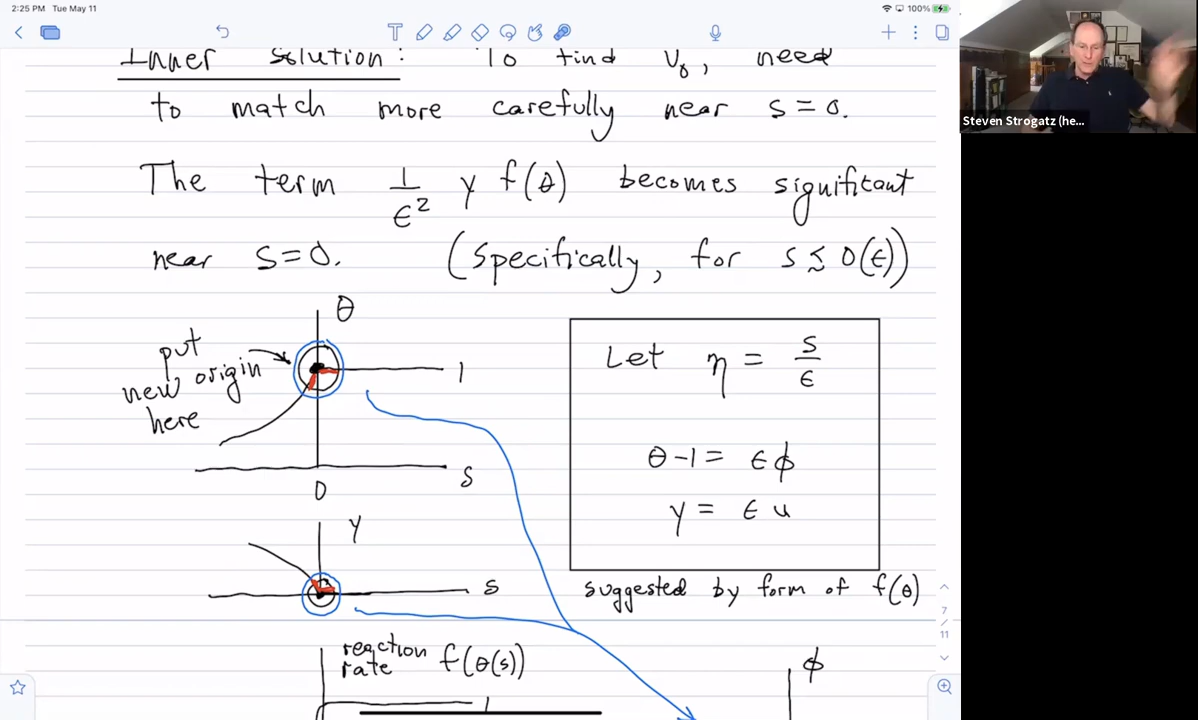 2:25 PM Tue May 11
100%
Inner Solution: To find V₀, need
to match more carefully near s = 0.
The term 1/ϵ² y f(θ) becomes significant
near s = 0. (Specifically, for s ≲ O(ϵ))
θ
put
new origin
here
1
s
0
Let η = s/ϵ
θ - 1 = ϵ ϕ
y = ϵ u
suggested by form of f(θ)
y
s
reaction
rate f(θ(s))
1
ϕ
7
/
11
Steven Strogatz (he...